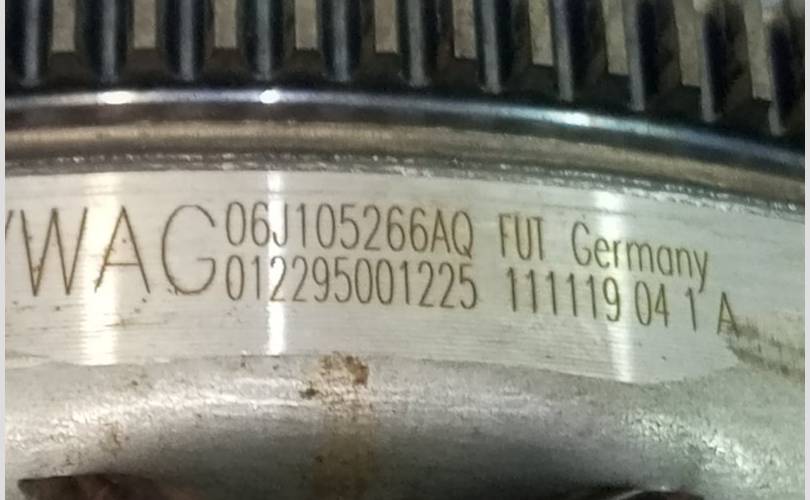 VWAG 06J105266AQ FUT Germany
012295001225 111119 04 1 A